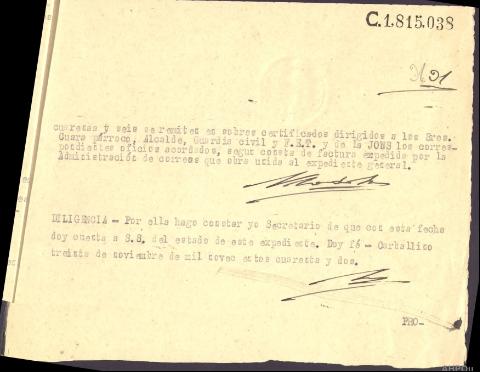 C.1.815.038
91
cuarenta y seis se remiten en sobres certificados dirigidos a los Sres.
Cura párroco, Alcalde, Guardia civil y F.E.T. y de la JONS los corres-
pondientes oficios acordados, segun consta de factura expedida por la
Administración de correos que obra unida al expediente general.
DILIGENCIA - Por ella hago constar yo Secretario de que con esta fecha
doy cuenta a S.S. del estado de este expediente. Doy fé - Carballino
treinta de noviembre de mil novecientos cuarenta y dos.
PRO-